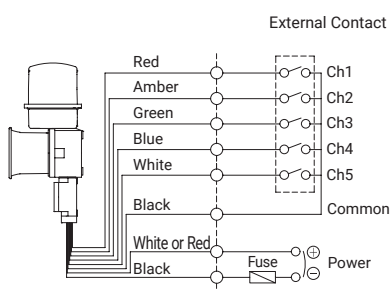 External Contact
Red Ch1
Amber Ch2
Green Ch3
Blue Ch4
White Ch5
Black Common
White or Red ⊕
Fuse Power
Black ⊖